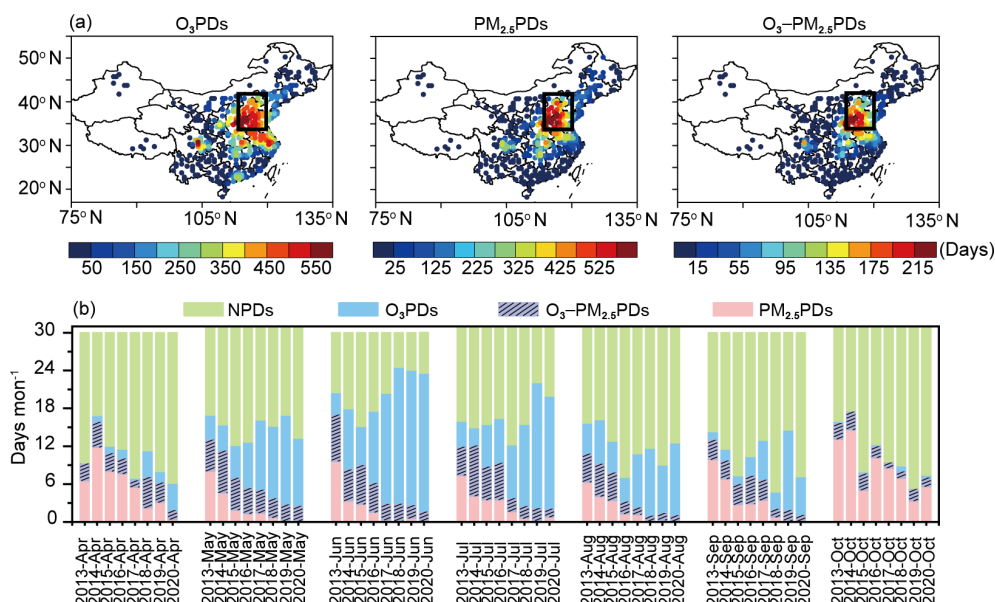 (a) O₃PDs PM₂.₅PDs O₃−PM₂.₅PDs
50° N
40° N
30° N
20° N
75° N 105° N 135° N 75° N 105° N 135° N 75° N 105° N 135° N
50 150 250 350 450 550 25 125 225 325 425 525 15 55 95 135 175 215 (Days)
(b) NPDs O₃PDs O₃−PM₂.₅PDs PM₂.₅PDs
Days mon⁻¹
30
24
18
12
6
0
2013-Apr
2014-Apr
2015-Apr
2016-Apr
2017-Apr
2018-Apr
2019-Apr
2020-Apr
2013-May
2014-May
2015-May
2016-May
2017-May
2018-May
2019-May
2020-May
2013-Jun
2014-Jun
2015-Jun
2016-Jun
2017-Jun
2018-Jun
2019-Jun
2020-Jun
2013-Jul
2014-Jul
2015-Jul
2016-Jul
2017-Jul
2018-Jul
2019-Jul
2020-Jul
2013-Aug
2014-Aug
2015-Aug
2016-Aug
2017-Aug
2018-Aug
2019-Aug
2020-Aug
2013-Sep
2014-Sep
2015-Sep
2016-Sep
2017-Sep
2018-Sep
2019-Sep
2020-Sep
2013-Oct
2014-Oct
2015-Oct
2016-Oct
2017-Oct
2018-Oct
2019-Oct
2020-Oct